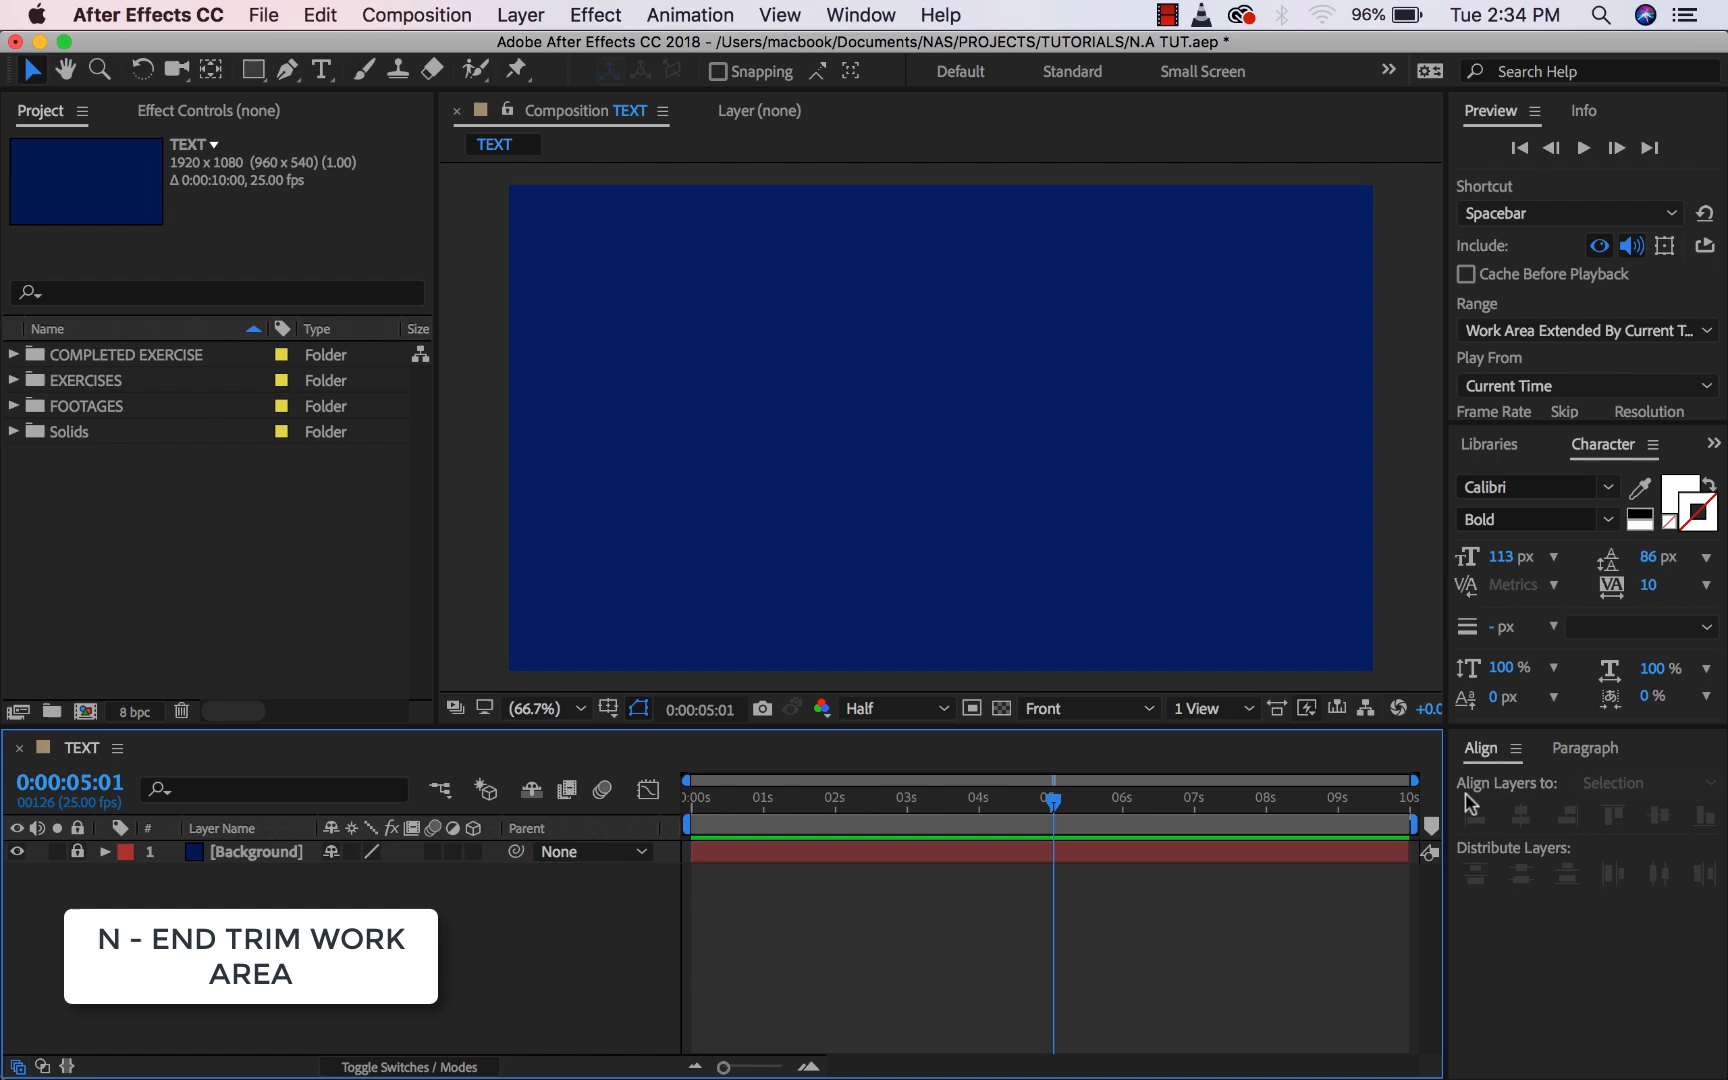 After Effects CC File Edit Composition Layer Effect Animation View Window Help 96% Tue 2:34 PM
Adobe After Effects CC 2018 - /Users/macbook/Documents/NAS/PROJECTS/TUTORIALS/N.A TUT.aep *
Snapping Default Standard Small Screen Search Help
Project Effect Controls (none)
TEXT
1920 x 1080 (960 x 540) (1.00)
Δ 0:00:10:00, 25.00 fps
Name Type Size
COMPLETED EXERCISE Folder
EXERCISES Folder
FOOTAGES Folder
Solids Folder
8 bpc
Composition TEXT Layer (none)
TEXT
(66.7%) 0:00:05:01 Half Front 1 View +0.0
Preview Info
Shortcut
Spacebar
Include:
Cache Before Playback
Range
Work Area Extended By Current T...
Play From
Current Time
Frame Rate Skip Resolution
Libraries Character
Calibri
Bold
113 px 86 px
Metrics 10
- px
100 % 100 %
0 px 0 %
Align Paragraph
Align Layers to: Selection
Distribute Layers:
TEXT
0:00:05:01
00126 (25.00 fps)
0:00s 01s 02s 03s 04s 06s 07s 08s 09s 10s
# Layer Name fx Parent
1 [Background] None
N - END TRIM WORK
AREA
Toggle Switches / Modes